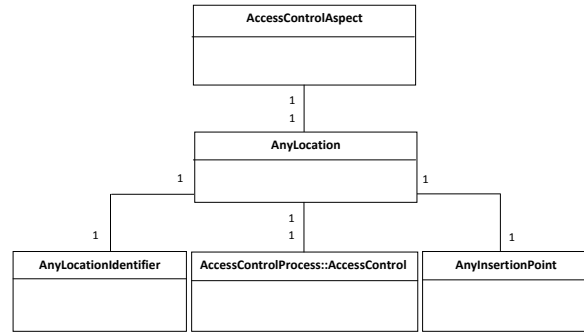 AccessControlAspect
1
1
AnyLocation
1
1
1
1
1
1
AnyLocationIdentifier
AccessControlProcess::AccessControl
AnyInsertionPoint